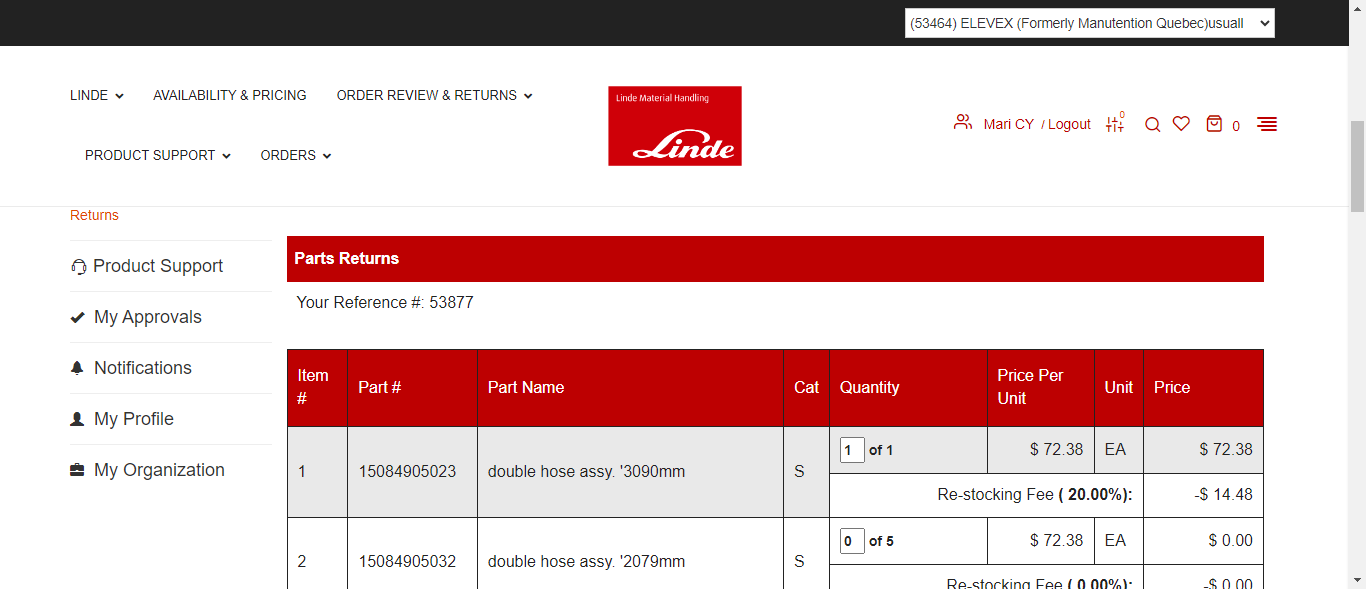 (53464) ELEVEX (Formerly Manutention Quebec)usuall
LINDE
AVAILABILITY & PRICING
ORDER REVIEW & RETURNS
PRODUCT SUPPORT
ORDERS
Linde Material Handling
Linde
Mari CY / Logout
0
0
Returns
Product Support
My Approvals
Notifications
My Profile
My Organization
Parts Returns
Your Reference #: 53877
Item # Part # Part Name Cat Quantity Price Per Unit Unit Price
1 15084905023 double hose assy. '3090mm S 1 of 1 $ 72.38 EA $ 72.38
Re-stocking Fee ( 20.00%): -$ 14.48
2 15084905032 double hose assy. '2079mm S 0 of 5 $ 72.38 EA $ 0.00
Re-stocking Fee ( 0.00%): -$ 0.00